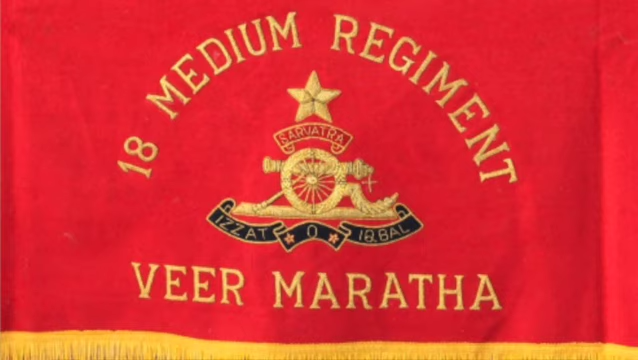 18 MEDIUM REGIMENT
SARVATRA
IZZAT O IQBAL
VEER MARATHA